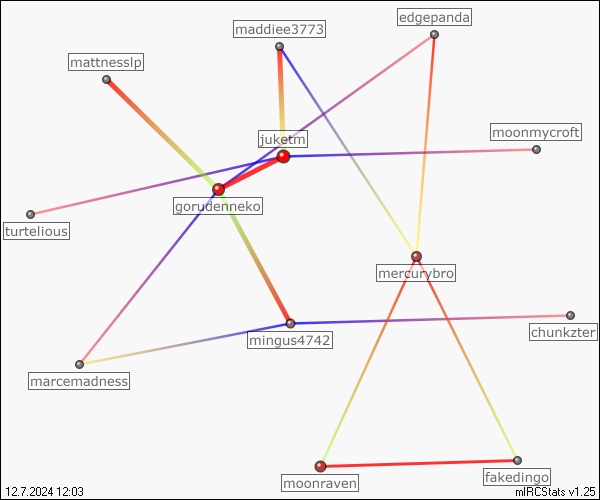 edgepanda
maddiee3773
mattnesslp
moonmycroft
juketm
gorudenneko
turtelious
mercurybro
chunkzter
mingus4742
marcemadness
fakedingo
moonraven
12.7.2024 12:03
mIRCStats v1.25